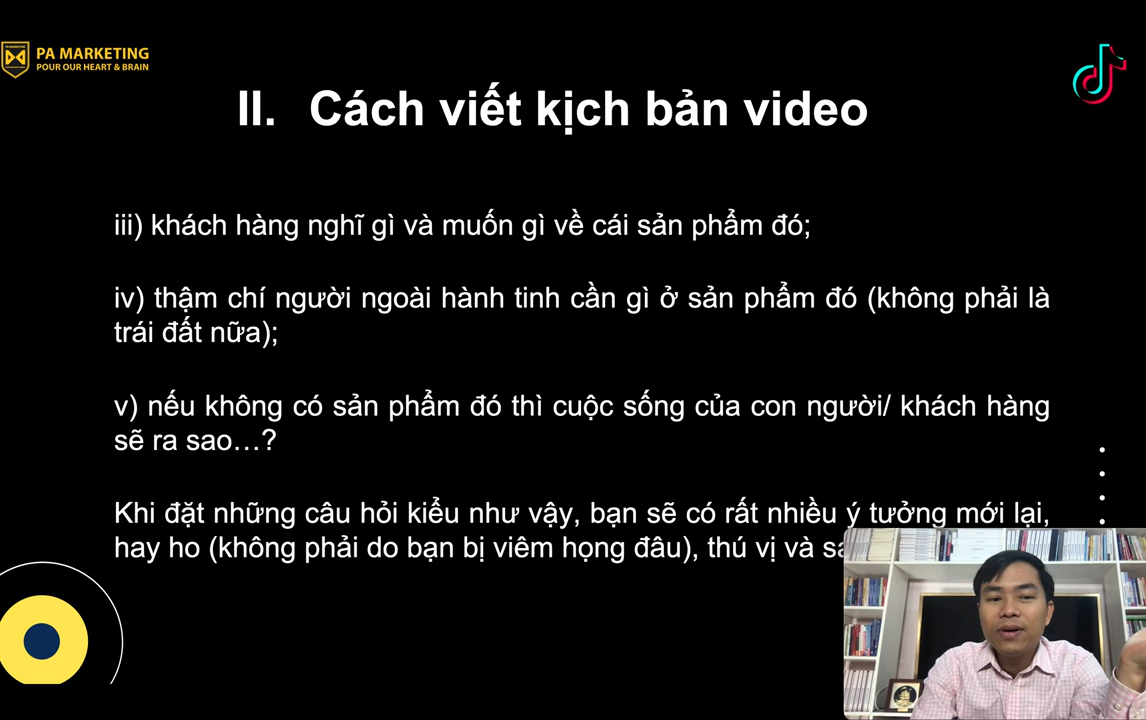 PA MARKETING
POUR OUR HEART & BRAIN
II. Cách viết kịch bản video
iii) khách hàng nghĩ gì và muốn gì về cái sản phẩm đó;
iv) thậm chí người ngoài hành tinh cần gì ở sản phẩm đó (không phải là
trái đất nữa);
v) nếu không có sản phẩm đó thì cuộc sống của con người/ khách hàng
sẽ ra sao…?
Khi đặt những câu hỏi kiểu như vậy, bạn sẽ có rất nhiều ý tưởng mới lại,
hay ho (không phải do bạn bị viêm họng đâu), thú vị và